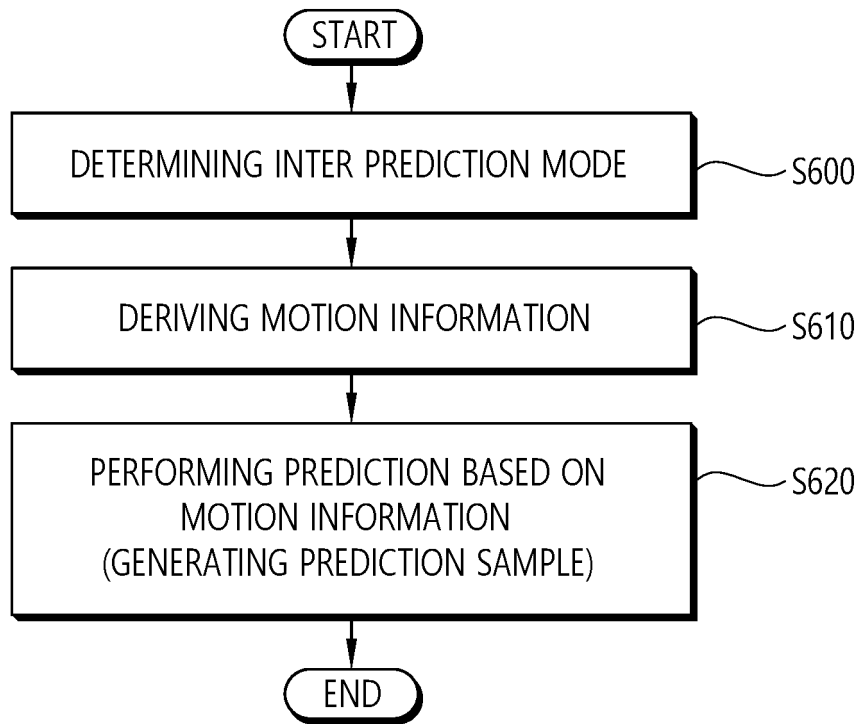 START
DETERMINING INTER PREDICTION MODE
S600
DERIVING MOTION INFORMATION
S610
PERFORMING PREDICTION BASED ON
MOTION INFORMATION
(GENERATING PREDICTION SAMPLE)
S620
END